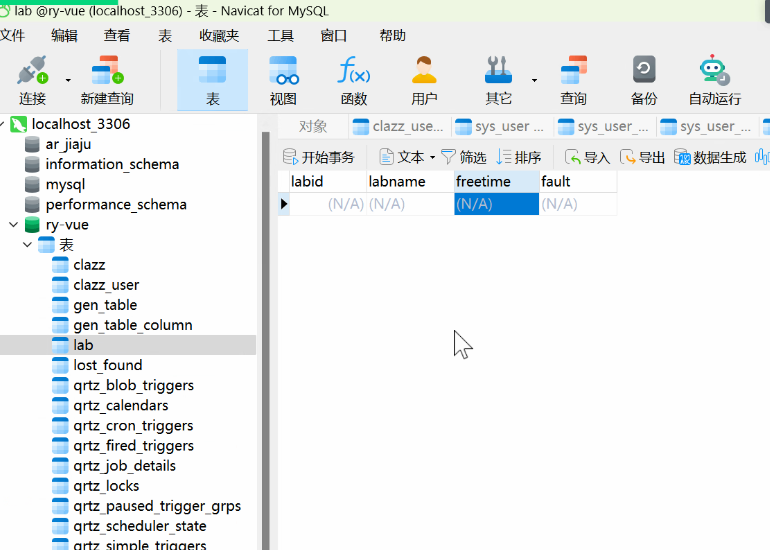 lab @ry-vue (localhost_3306) - 表 - Navicat for MySQL
文件 编辑 查看 表 收藏夹 工具 窗口 帮助
连接 新建查询 表 视图 函数 用户 其它 查询 备份 自动运行
f(x)
localhost_3306
ar_jiaju
information_schema
mysql
performance_schema
ry-vue
表
clazz
clazz_user
gen_table
gen_table_column
lab
lost_found
qrtz_blob_triggers
qrtz_calendars
qrtz_cron_triggers
qrtz_fired_triggers
qrtz_job_details
qrtz_locks
qrtz_paused_trigger_grps
qrtz_scheduler_state
qrtz_simple_triggers
对象 clazz_use... sys_user ... sys_user_... sys_user_...
开始事务 文本 筛选 排序 导入 导出 数据生成
labid labname freetime fault
(N/A) (N/A) (N/A) (N/A)